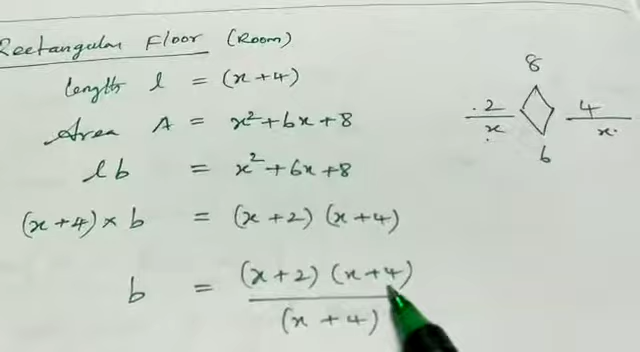 Rectangular Floor (Room)
length l = (x+4)
Area A = x²+6x+8
lb = x²+6x+8
(x+4)× b = (x+2) (x+4)
b = (x+2) (x+4)
(x+4)
8
2 4
x x
6